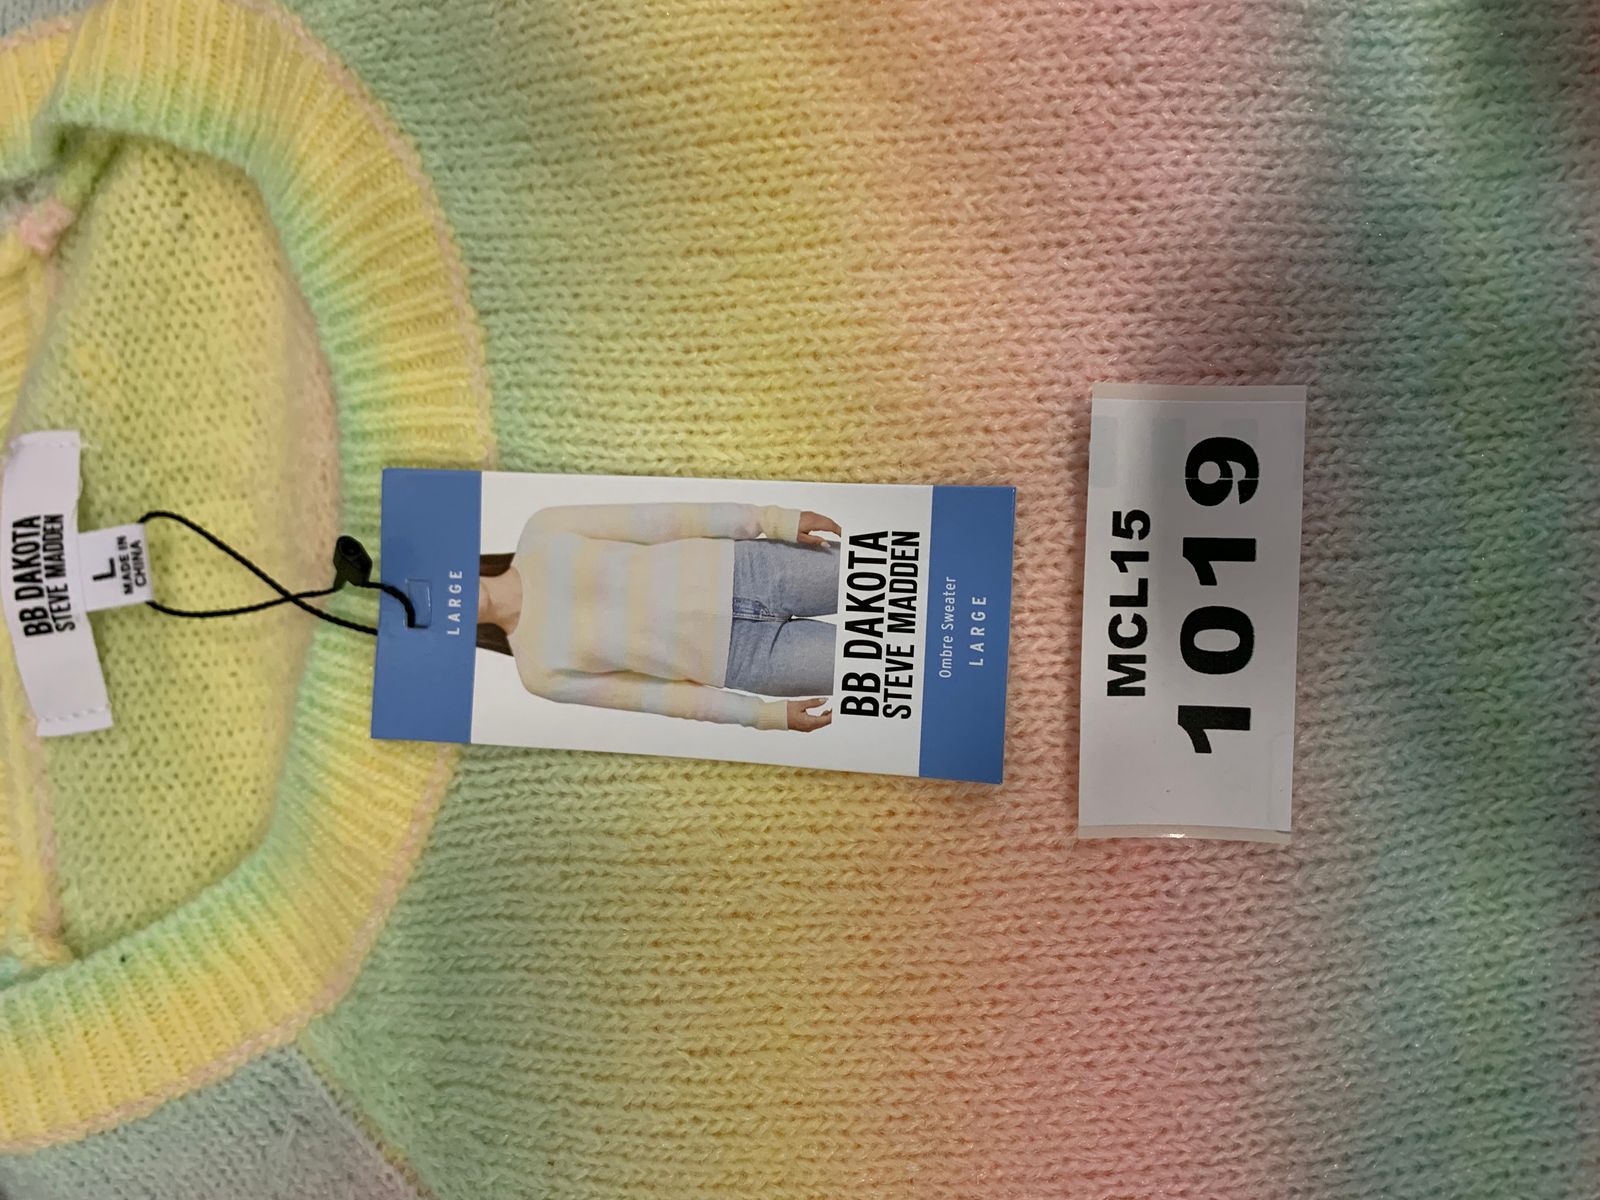 BB DAKOTA
STEVE MADDEN
L
MADE IN
CHINA
LARGE
BB DAKOTA
STEVE MADDEN
Ombre Sweater
LARGE
MCL15
1019